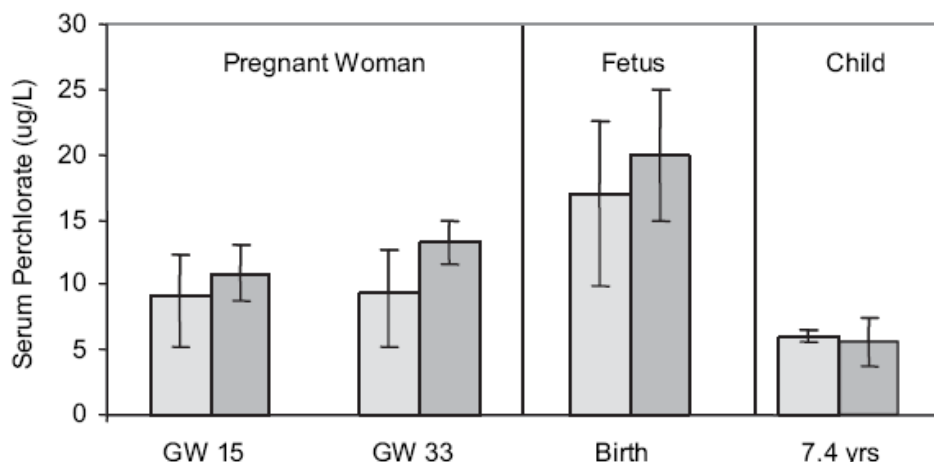 30
25
20
15
10
5
0
Serum Perchlorate (ug/L)
Pregnant Woman
Fetus
Child
GW 15
GW 33
Birth
7.4 yrs